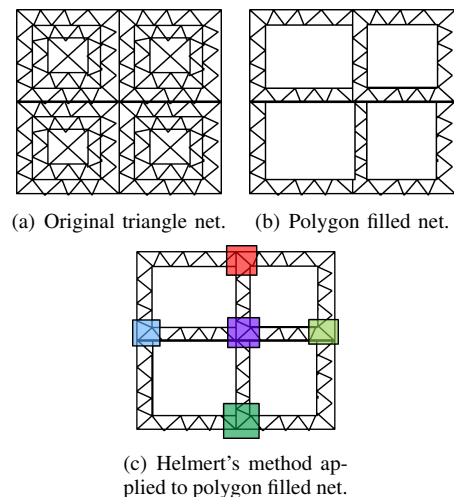 (a) Original triangle net.
(b) Polygon filled net.
(c) Helmert's method ap-
plied to polygon filled net.